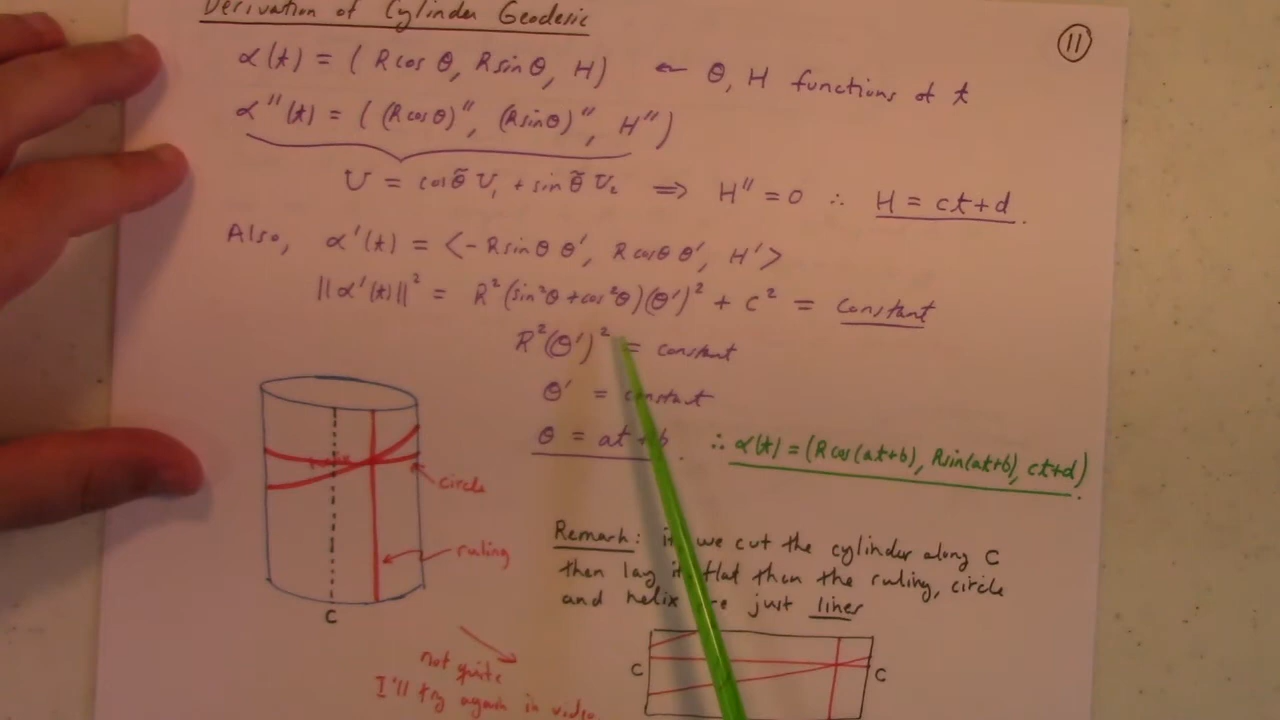 Derivation of Cylinder Geodesic
11
α(t) = ( R cos θ, R sin θ, H ) ← θ, H functions of t
α''(t) = ( (R cos θ)'', (R sin θ)'', H'' )
U = cos θ̃ U₁ + sin θ̃ U₂ ⟹ H'' = 0 ∴ H = ct + d .
Also, α'(t) = < -R sin θ θ', R cos θ θ', H' >
||α'(t)||² = R²(sin²θ + cos²θ)(θ')² + c² = constant
R²(θ')² = constant
θ' = constant
θ = at + b . ∴ α(t) = (R cos(at+b), R sin(at+b), ct+d) .
circle
ruling
C
Remark: if we cut the cylinder along C
then lay it flat then the ruling, circle
and helix are just lines
not quite
I'll try again in video
C
C